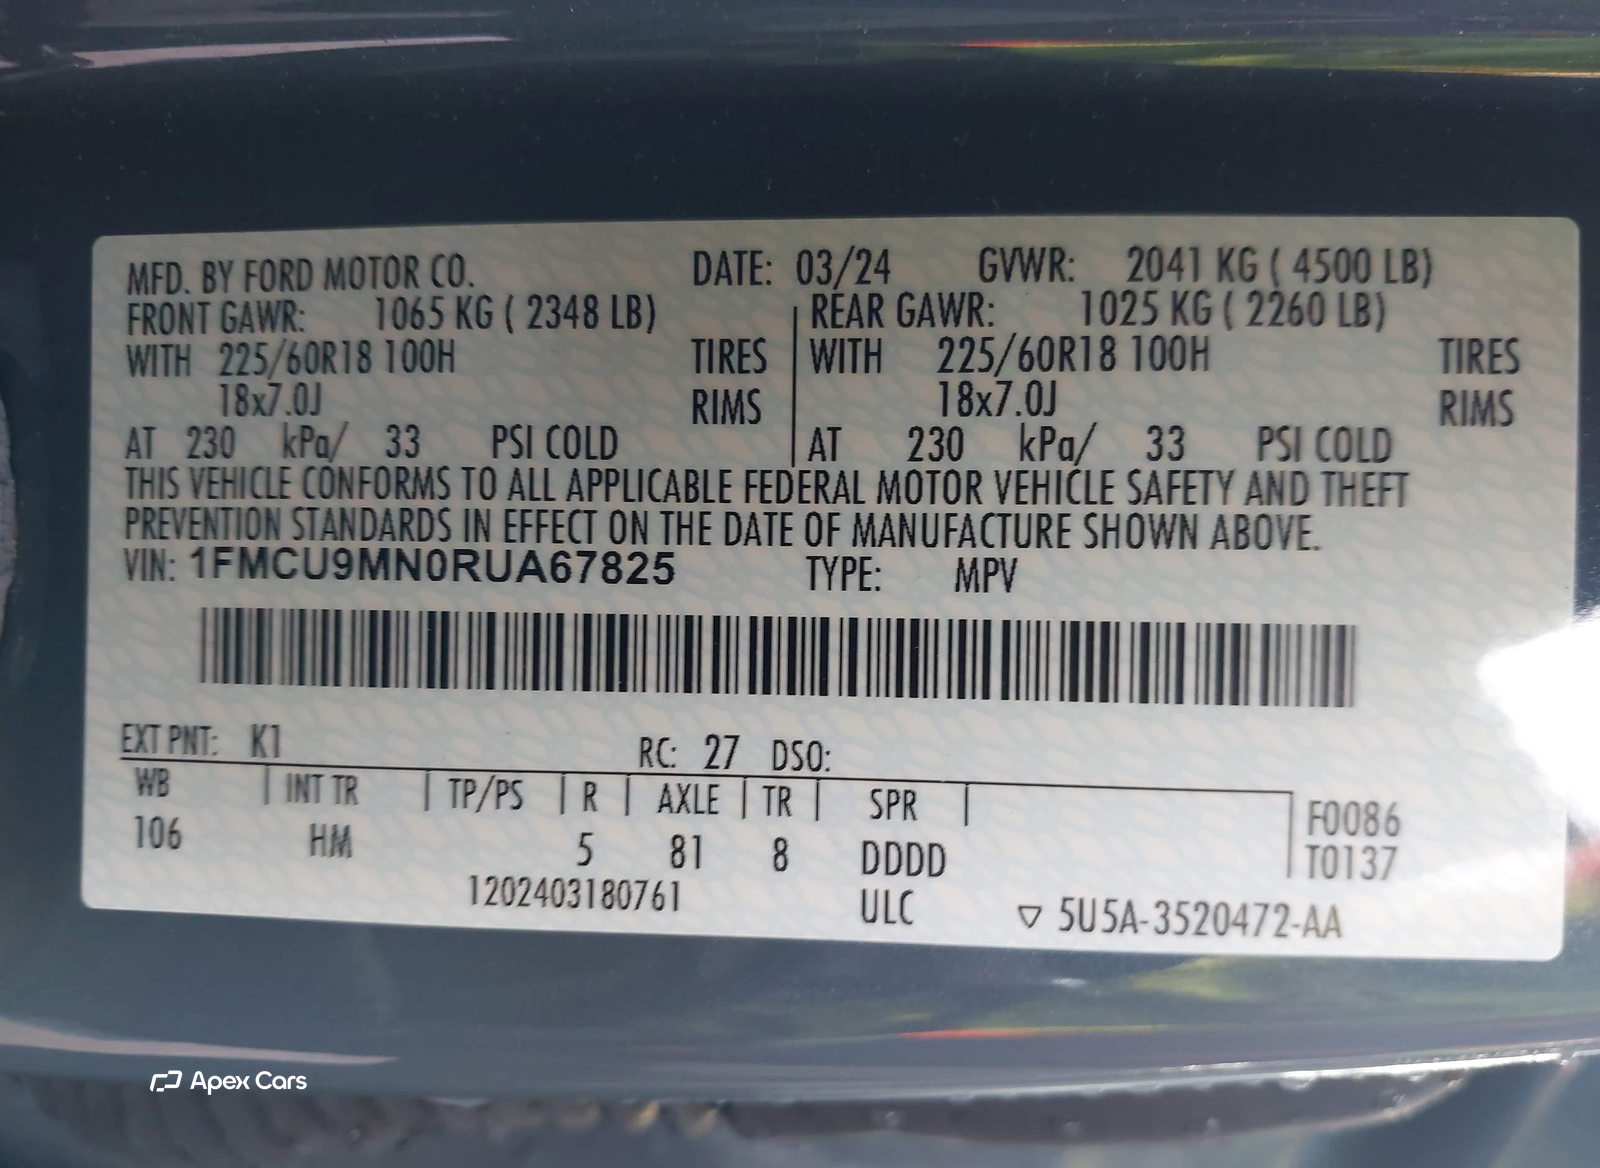 MFD. BY FORD MOTOR CO. DATE: 03/24 GVWR: 2041 KG ( 4500 LB)
FRONT GAWR: 1065 KG ( 2348 LB) REAR GAWR: 1025 KG ( 2260 LB)
WITH 225/60R18 100H TIRES WITH 225/60R18 100H TIRES
18x7.0J RIMS 18x7.0J RIMS
AT 230 kPa/ 33 PSI COLD AT 230 kPa/ 33 PSI COLD
THIS VEHICLE CONFORMS TO ALL APPLICABLE FEDERAL MOTOR VEHICLE SAFETY AND THEFT
PREVENTION STANDARDS IN EFFECT ON THE DATE OF MANUFACTURE SHOWN ABOVE.
VIN: 1FMCU9MN0RUA67825 TYPE: MPV
EXT PNT: K1 RC: 27 DSO:
WB INT TR TP/PS R AXLE TR SPR F0086
106 HM 5 81 8 DDDD T0137
1202403180761 ULC ▽ 5U5A-3520472-AA
Apex Cars